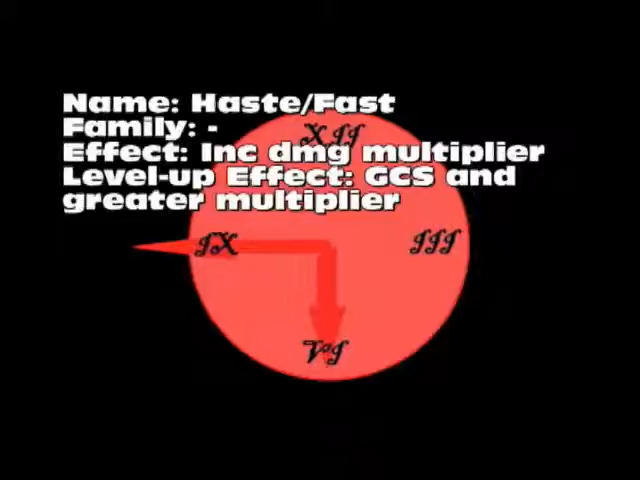 Name: Haste/Fast
Family: -
Effect: Inc dmg multiplier
Level-up Effect: GCS and
greater multiplier
XII
IX
III
VI